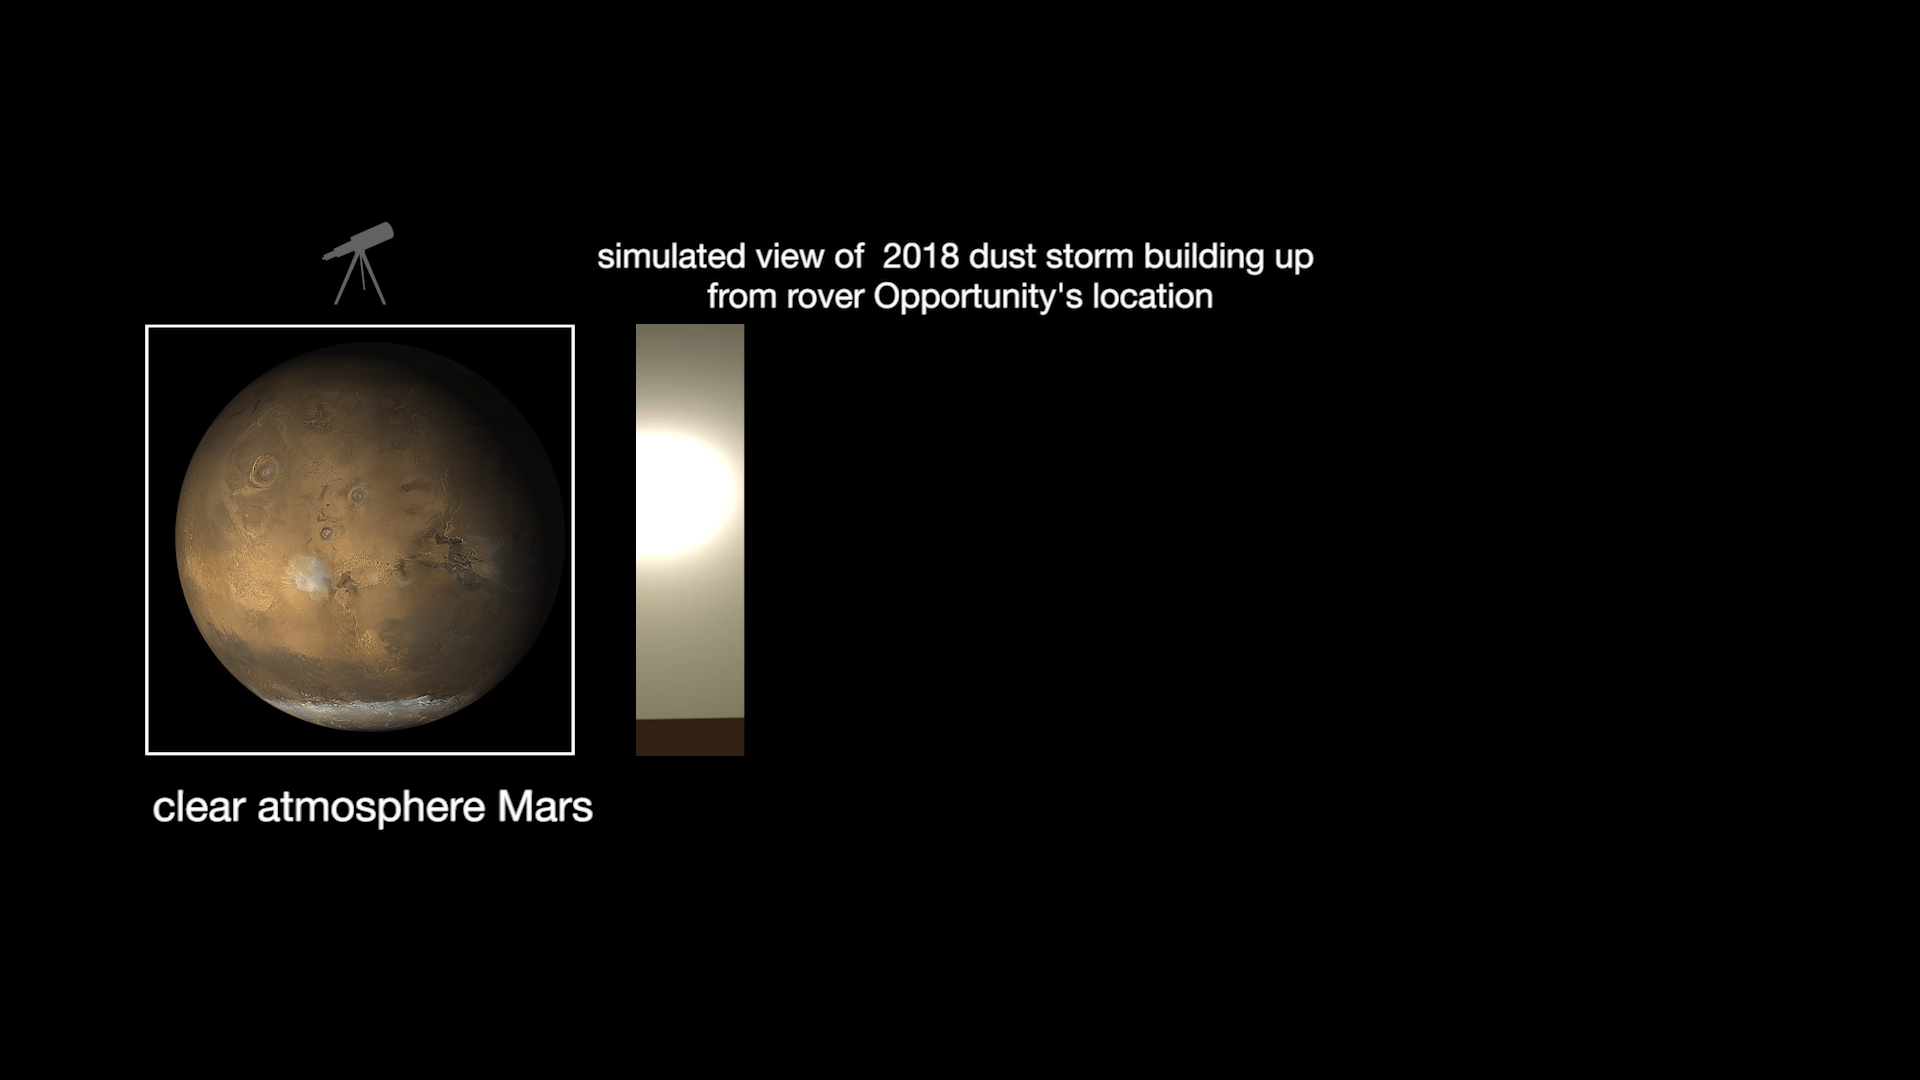 simulated view of  2018 dust storm building up
from rover Opportunity's location
clear atmosphere Mars